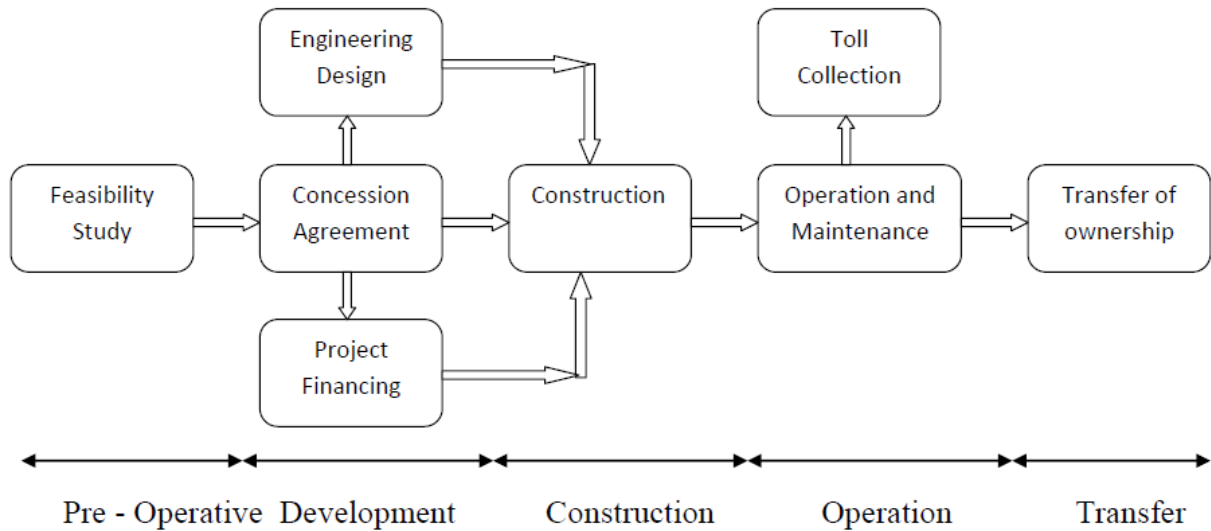 Engineering
Design
Toll
Collection
Feasibility
Study
Concession
Agreement
Construction
Operation and
Maintenance
Transfer of
ownership
Project
Financing
Pre - Operative
Development
Construction
Operation
Transfer